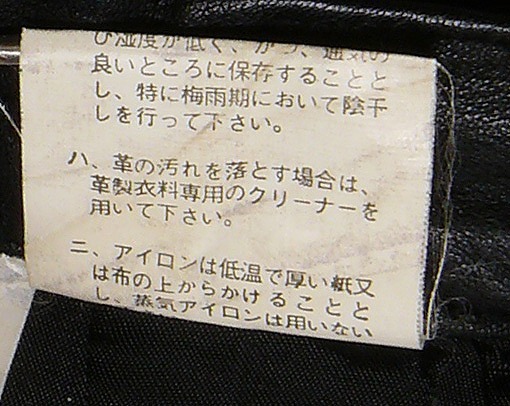 び湿度が低く、かつ、通気の
良いところに保存することと
し、特に梅雨期において陰干
しを行って下さい。
ハ、革の汚れを落とす場合は、
革製衣料専用のクリーナーを
用いて下さい。
ニ、アイロンは低温で厚い紙又
は布の上からかけることと
し、蒸気アイロンは用いない